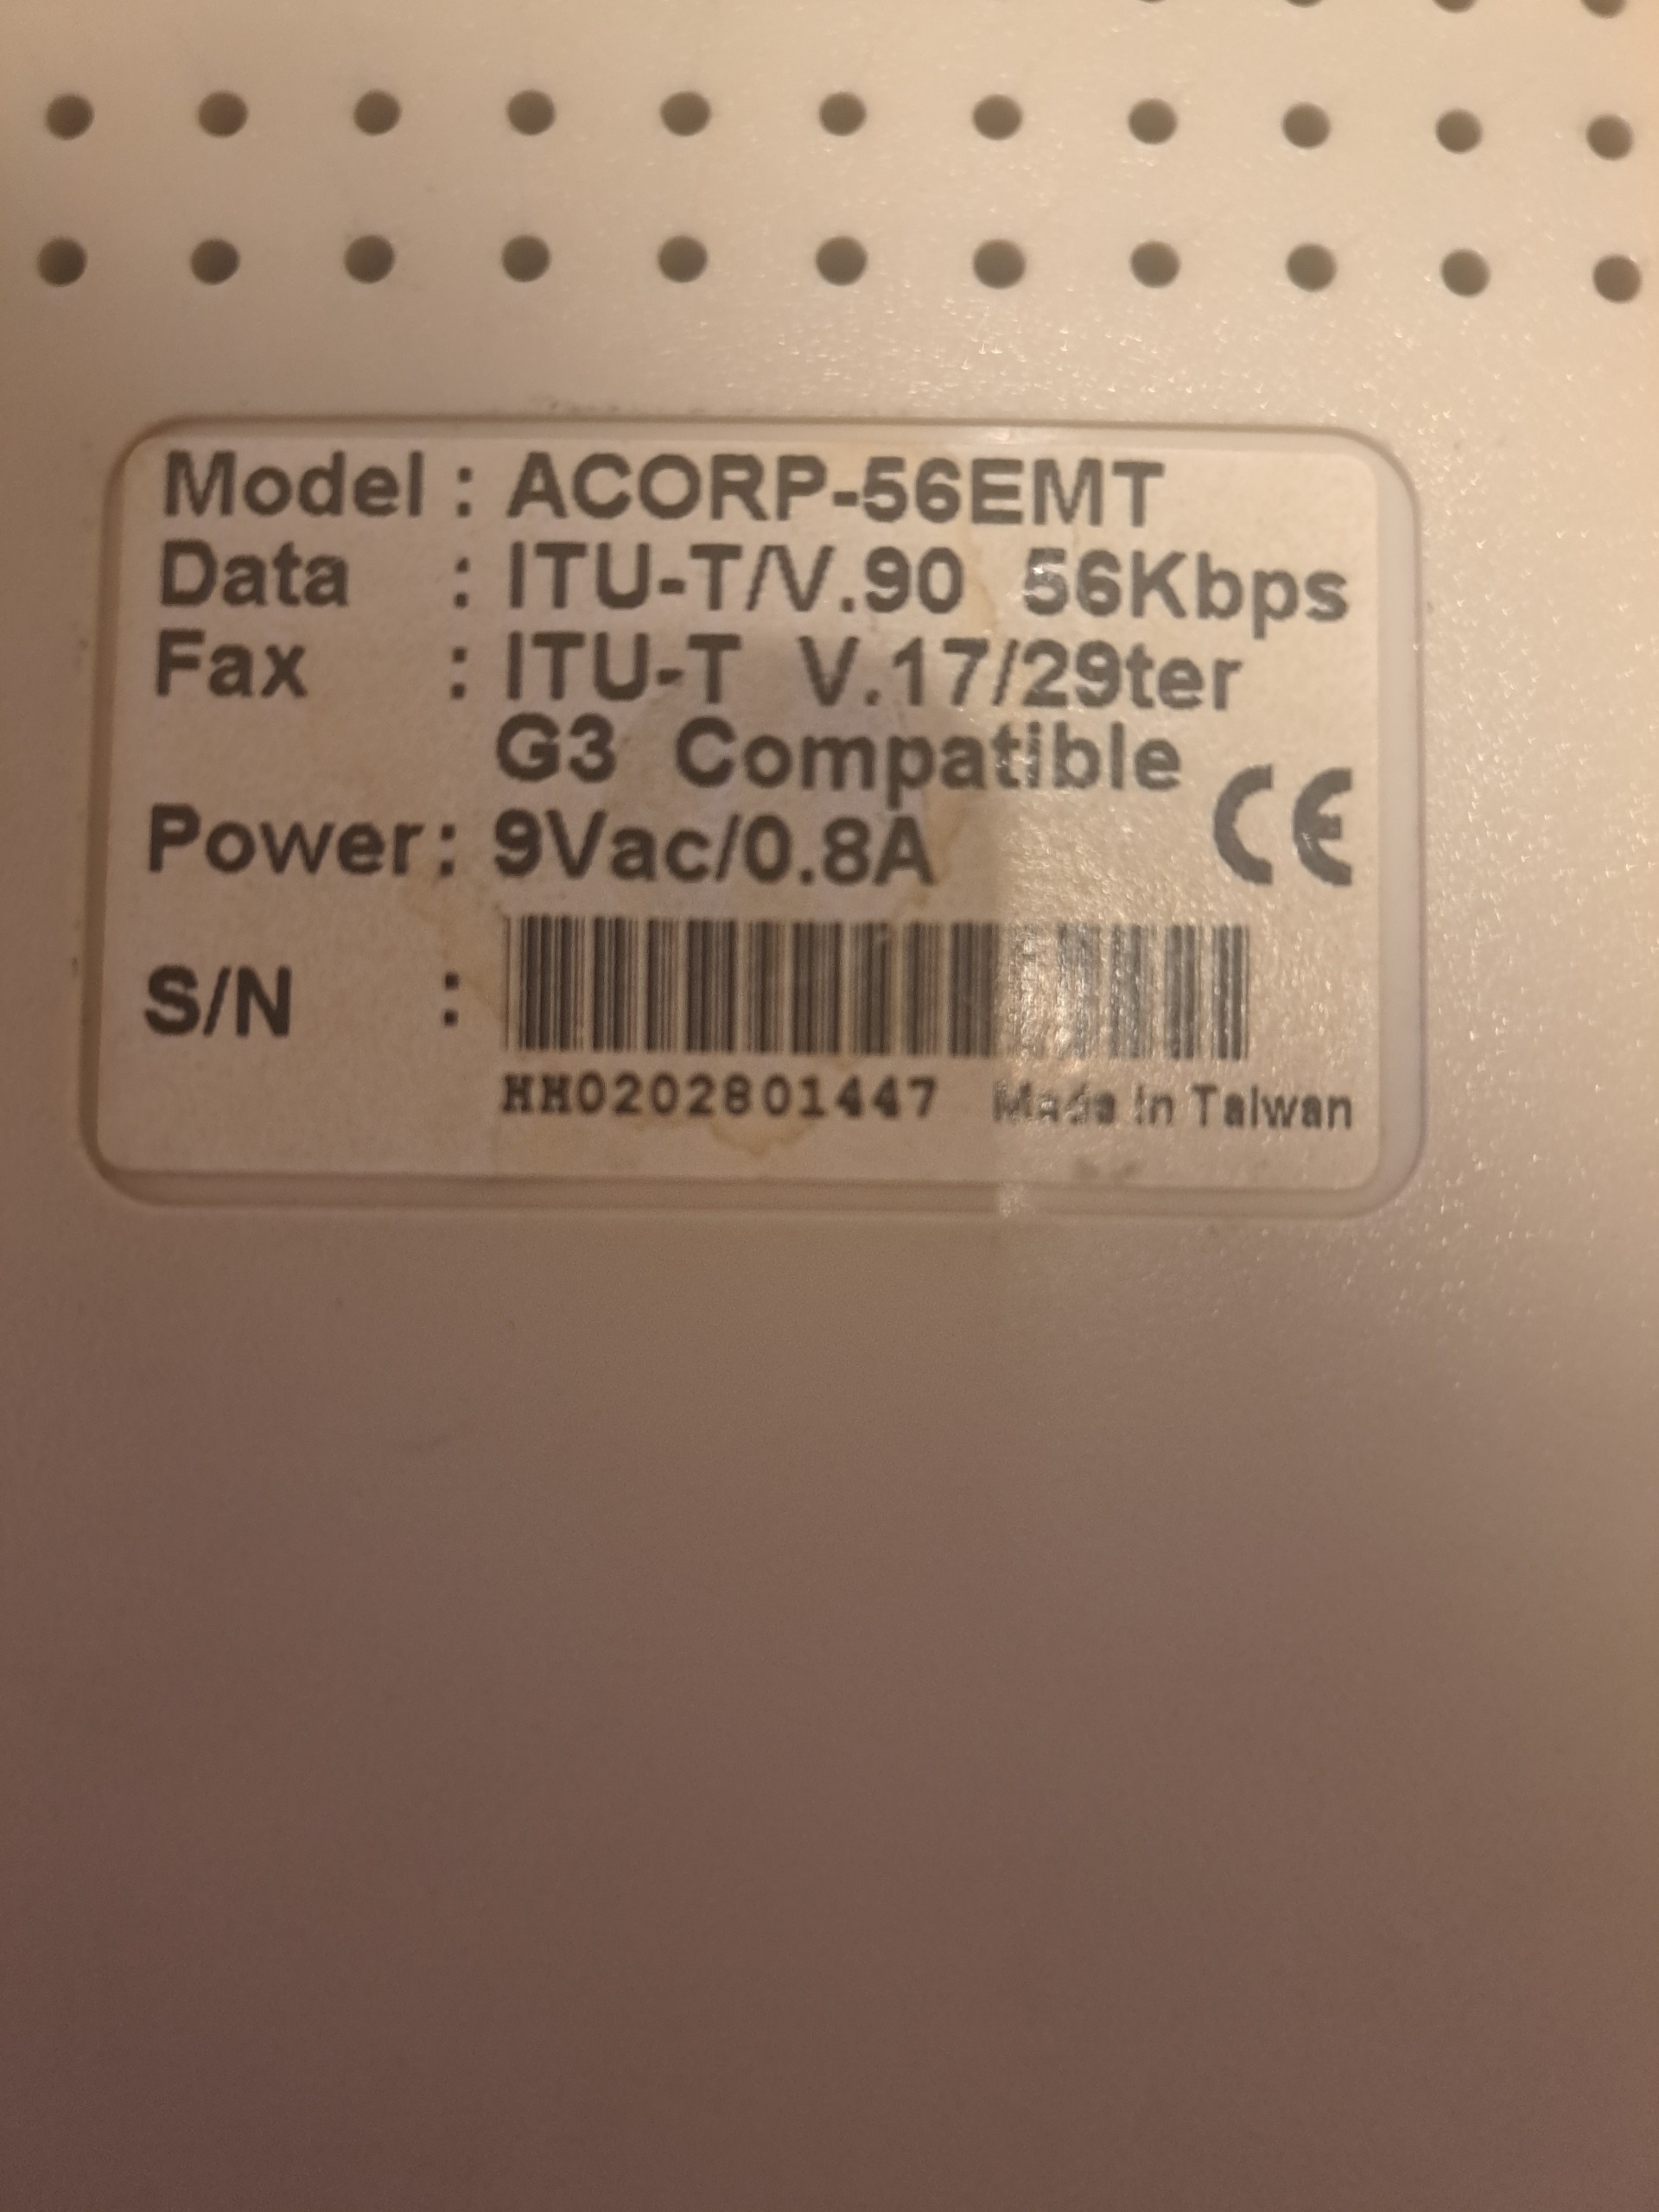 Model : ACORP-56EMT
Data : ITU-T/V.90 56Kbps
Fax : ITU-T V.17/29ter
G3 Compatible
CE
Power : 9Vac/0.8A
S/N :
HH0202801447 Made In Taiwan